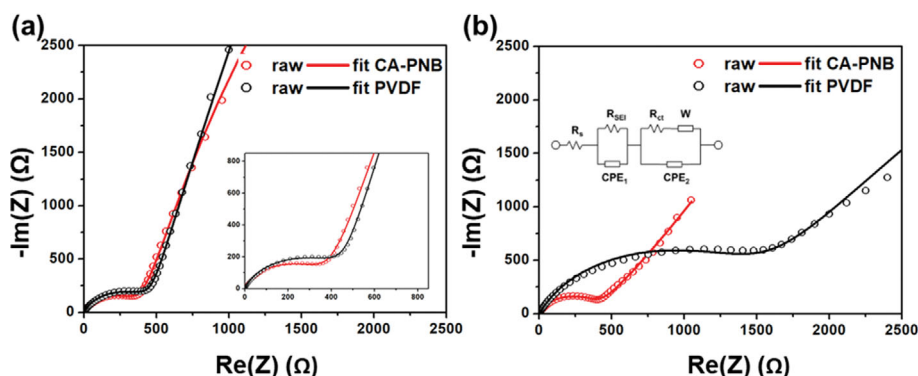 (a)
2500
2000
1500
1000
500
0
0 500 1000 1500 2000 2500
-Im(Z) (Ω)
Re(Z) (Ω)
raw fit CA-PNB
raw fit PVDF
800
600
400
200
0
0 200 400 600 800
(b)
2500
2000
1500
1000
500
0
0 500 1000 1500 2000 2500
-Im(Z) (Ω)
Re(Z) (Ω)
raw fit CA-PNB
raw fit PVDF
Rs RSEI Rct W
CPE1 CPE2